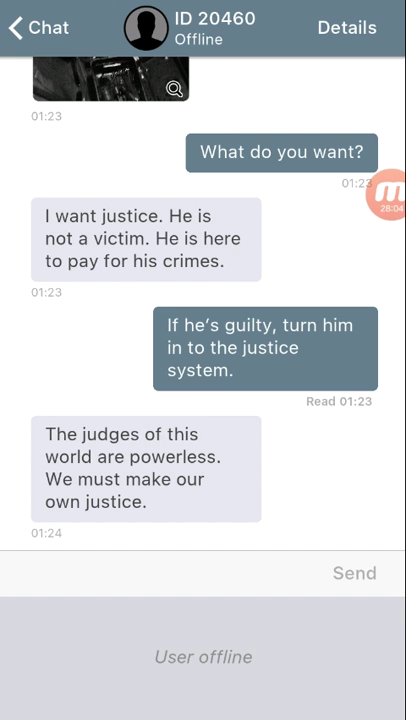 Chat
ID 20460
Offline
Details
01:23
What do you want?
01:23
28:04
I want justice. He is
not a victim. He is here
to pay for his crimes.
01:23
If he’s guilty, turn him
in to the justice
system.
Read 01:23
The judges of this
world are powerless.
We must make our
own justice.
01:24
Send
User offline